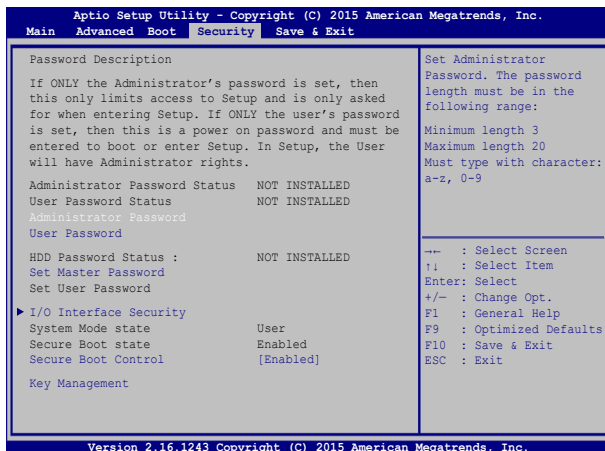 Aptio Setup Utility - Copyright (C) 2015 American Megatrends, Inc.
Main Advanced Boot Security Save & Exit
Password Description
If ONLY the Administrator's password is set, then
this only limits access to Setup and is only asked
for when entering Setup. If ONLY the user's password
is set, then this is a power on password and must be
entered to boot or enter Setup. In Setup, the User
will have Administrator rights.
Administrator Password Status NOT INSTALLED
User Password Status NOT INSTALLED
Administrator Password
User Password
HDD Password Status : NOT INSTALLED
Set Master Password
Set User Password
I/O Interface Security
System Mode state User
Secure Boot state Enabled
Secure Boot Control [Enabled]
Key Management
Set Administrator
Password. The password
length must be in the
following range:
Minimum length 3
Maximum length 20
Must type with character:
a-z, 0-9
→← : Select Screen
↑↓ : Select Item
Enter: Select
+/— : Change Opt.
F1 : General Help
F9 : Optimized Defaults
F10 : Save & Exit
ESC : Exit
Version 2.16.1243 Copyright (C) 2015 American Megatrends, Inc.